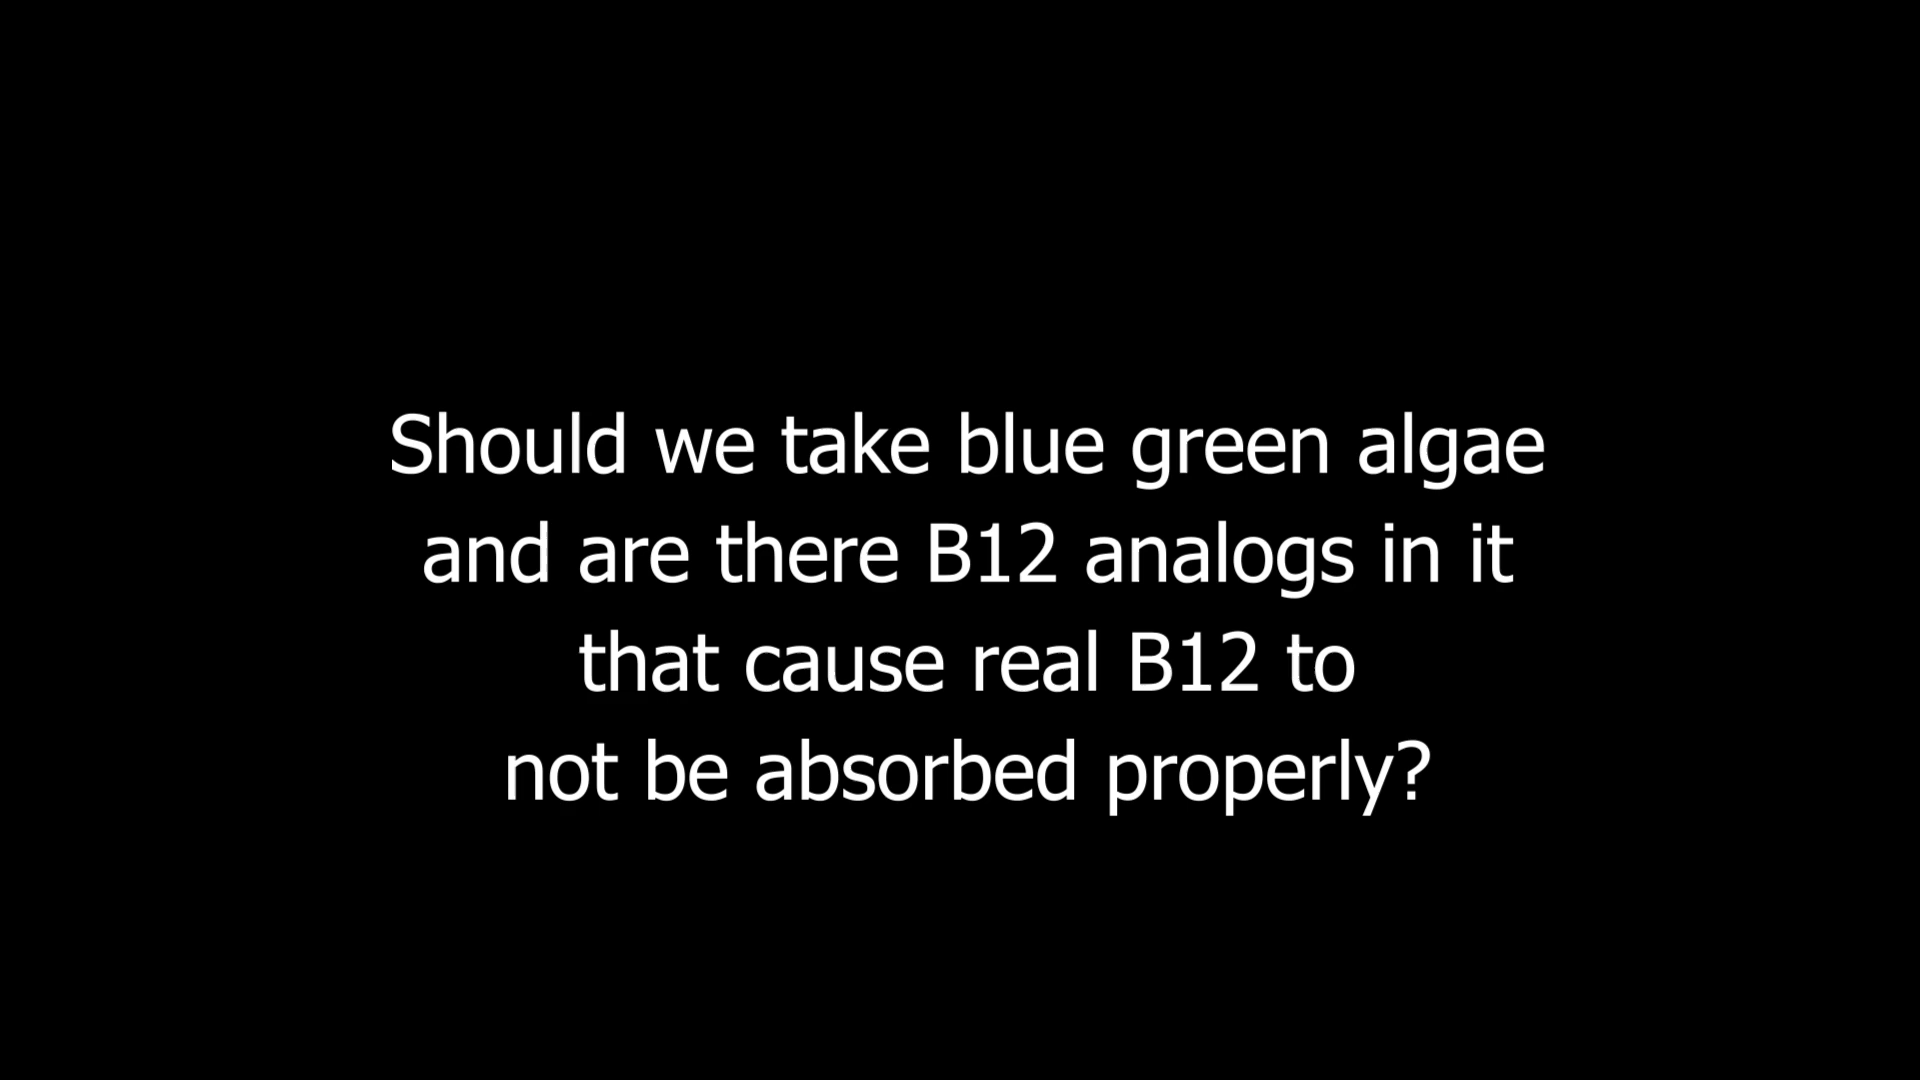 Should we take blue green algae
and are there B12 analogs in it
that cause real B12 to
not be absorbed properly?